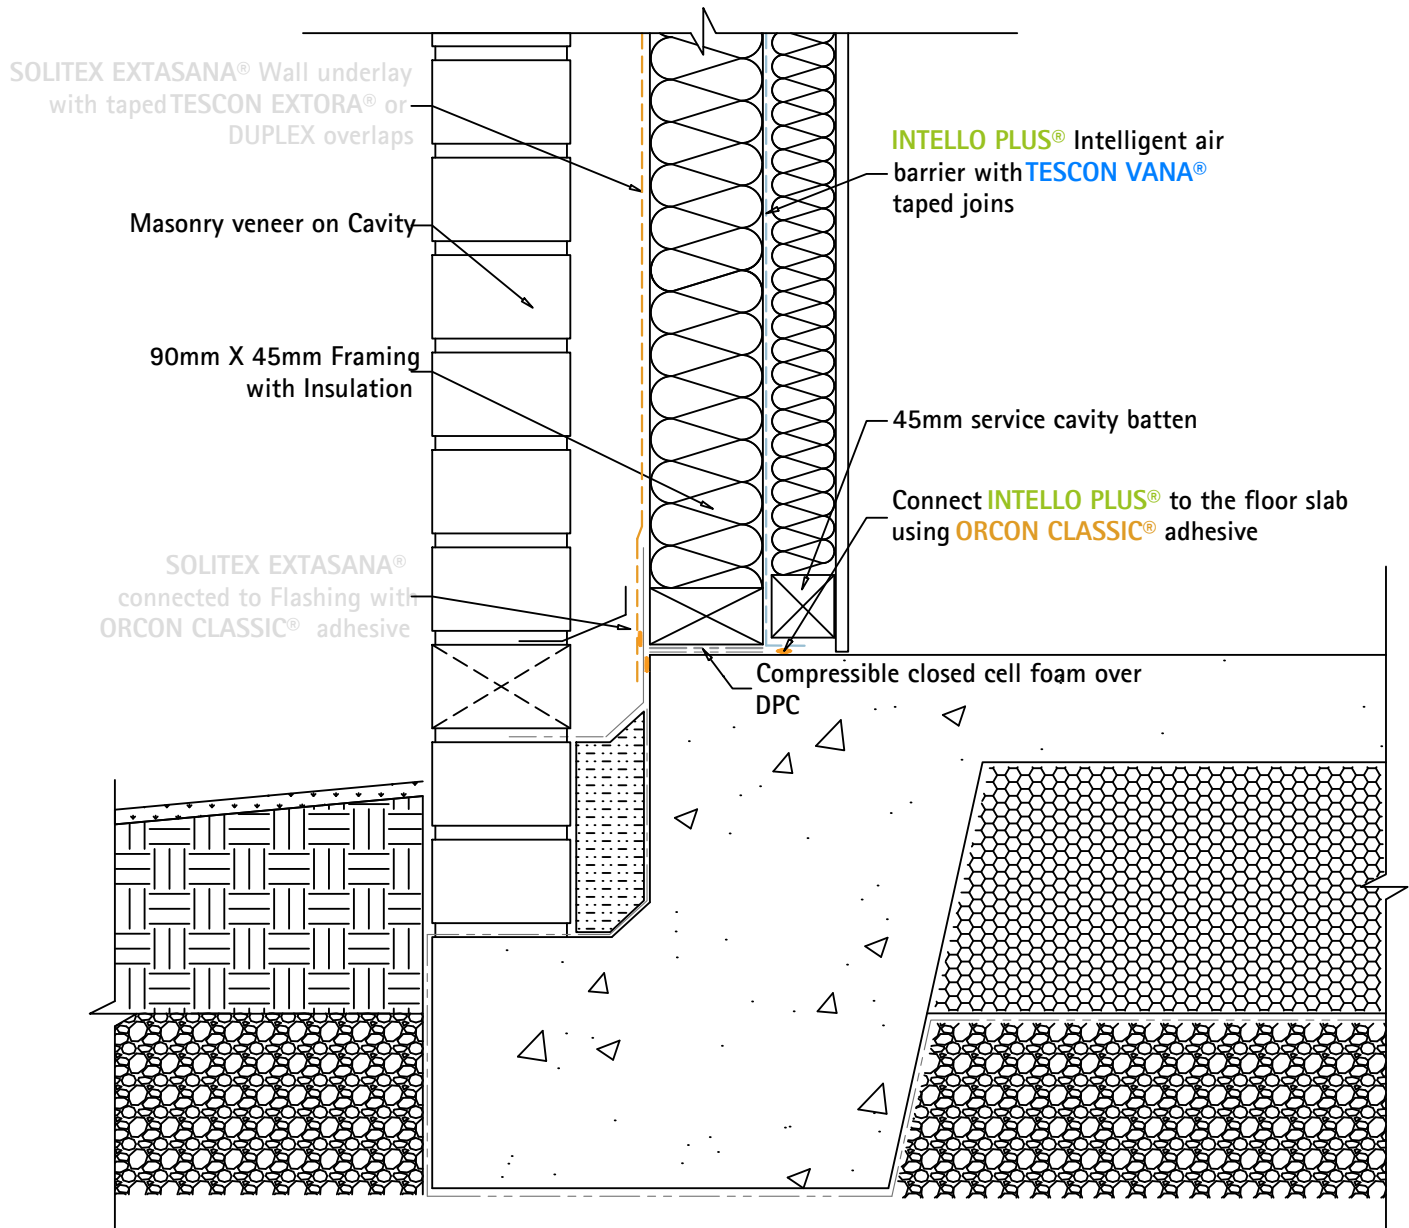 SOLITEX EXTASANA® Wall underlay
with taped TESCON EXTORA® or
DUPLEX overlaps
Masonry veneer on Cavity
90mm X 45mm Framing
with Insulation
SOLITEX EXTASANA®
connected to Flashing with
ORCON CLASSIC® adhesive
INTELLO PLUS® Intelligent air
barrier with TESCON VANA®
taped joins
45mm service cavity batten
Connect INTELLO PLUS® to the floor slab
using ORCON CLASSIC® adhesive
Compressible closed cell foam over
DPC